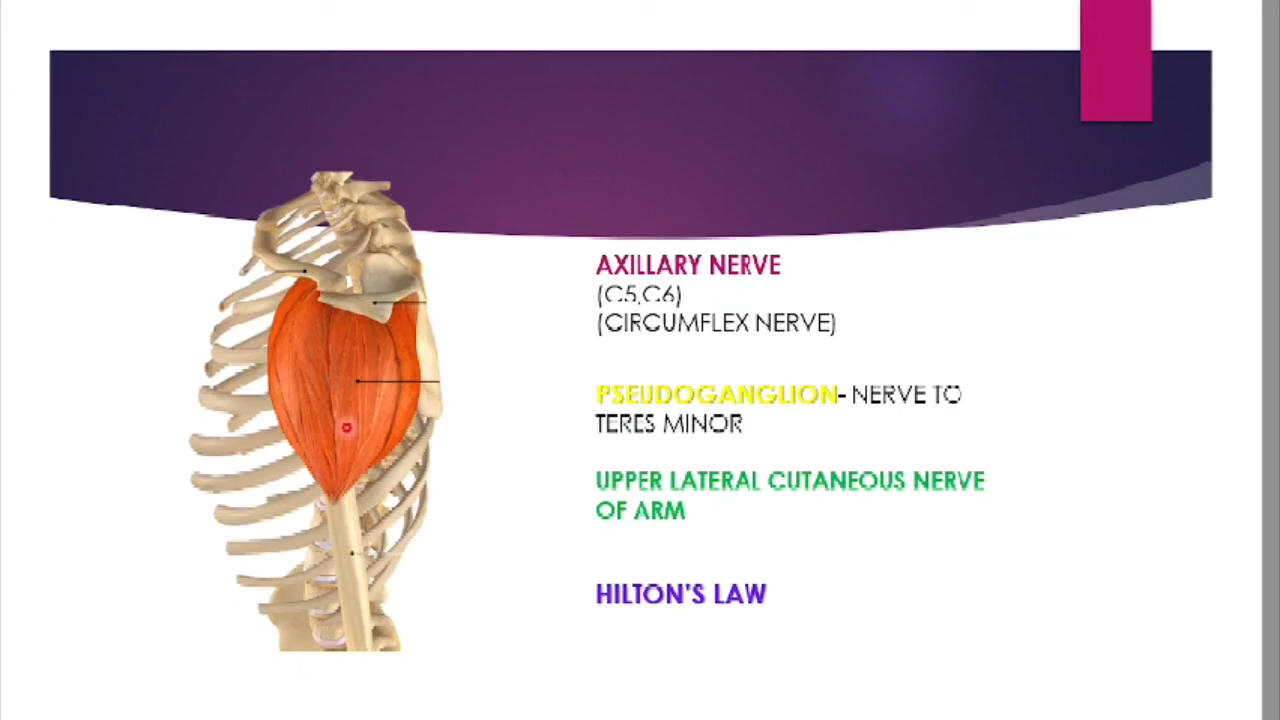 AXILLARY NERVE
(C5,C6)
(CIRCUMFLEX NERVE)
PSEUDOGANGLION- NERVE TO
TERES MINOR
UPPER LATERAL CUTANEOUS NERVE
OF ARM
HILTON'S LAW